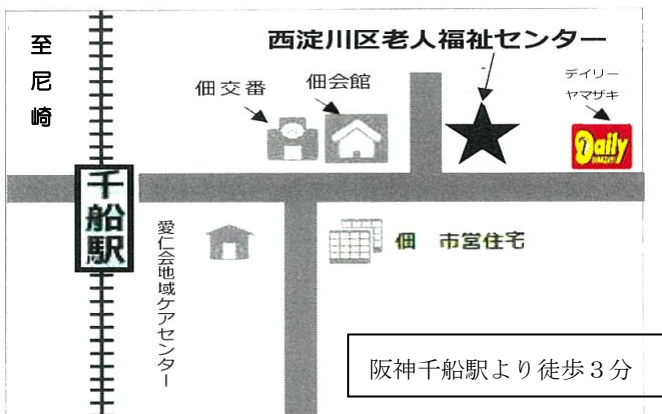 至尼崎
西淀川区老人福祉センター
佃交番
佃会館
デイリー
ヤマザキ
Daily
YAMAZAKI
千船駅
愛仁会地域ケアセンター
佃　市営住宅
阪神千船駅より徒歩３分